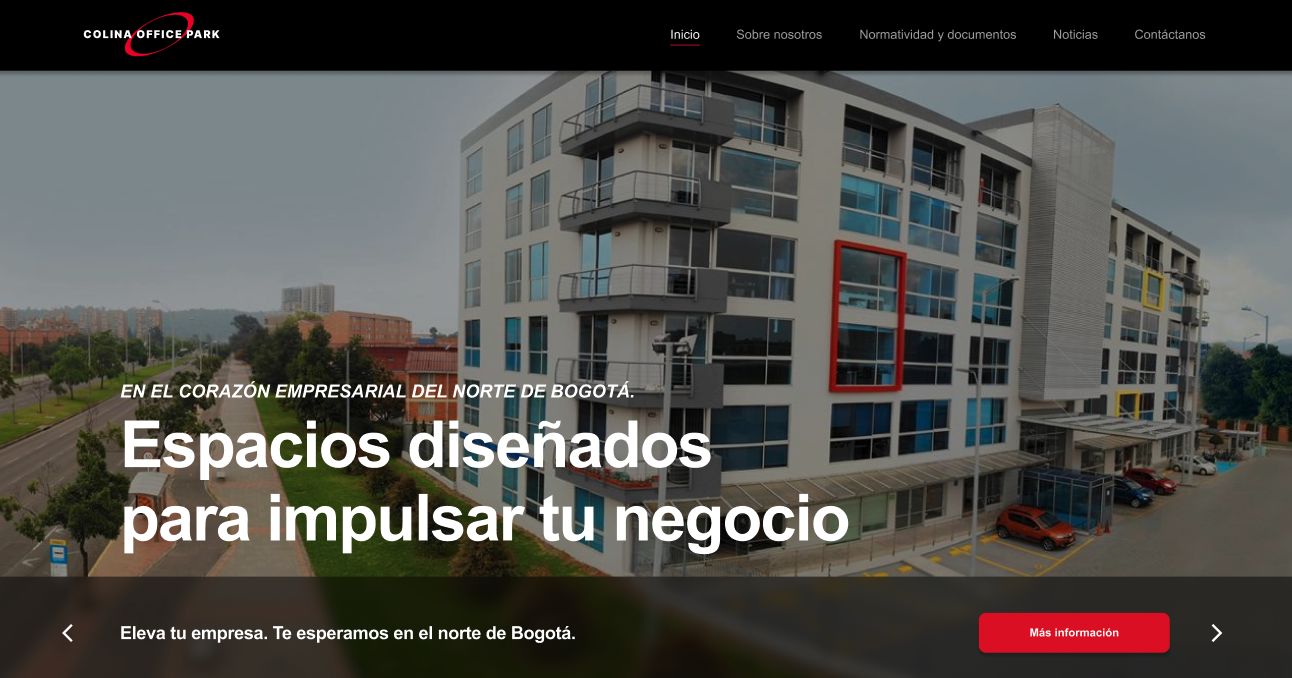 COLINA OFFICE PARK
Inicio
Sobre nosotros
Normatividad y documentos
Noticias
Contáctanos
EN EL CORAZÓN EMPRESARIAL DEL NORTE DE BOGOTÁ.
Espacios diseñados
para impulsar tu negocio
Eleva tu empresa. Te esperamos en el norte de Bogotá.
Más información